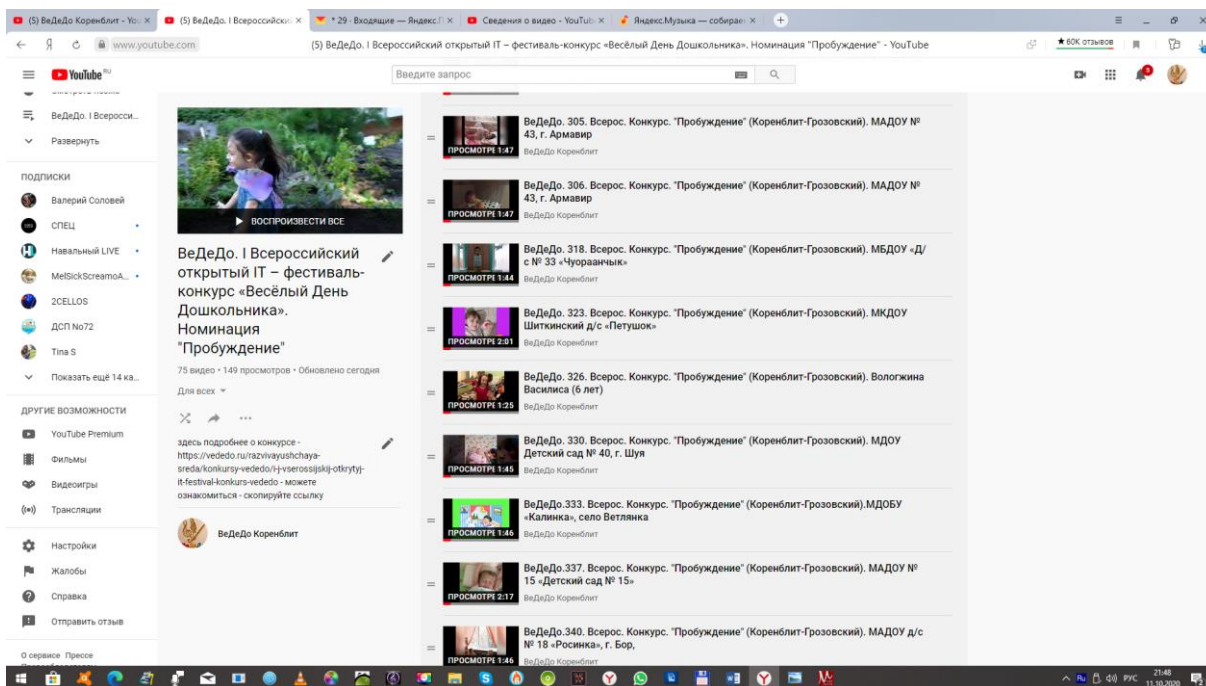 (5) ВеДеДо Коренблит - You
(5) ВеДеДо. I Всероссийски
* 29 · Входящие — Яндекс.П
Сведения о видео - YouTub
Яндекс.Музыка — собирае
www.youtube.com
(5) ВеДеДо. I Всероссийский открытый IT – фестиваль-конкурс «Весёлый День Дошкольника». Номинация "Пробуждение" - YouTube
★ 60K отзывов
YouTube RU
Введите запрос
ВеДеДо. I Всеросси...
Развернуть
ПОДПИСКИ
Валерий Соловей
СПЕЦ
Навальный LIVE
MelSickScreamoA...
2CELLOS
ДСП No72
Tina S
Показать ещё 14 ка...
ДРУГИЕ ВОЗМОЖНОСТИ
YouTube Premium
Фильмы
Видеоигры
Трансляции
Настройки
Жалобы
Справка
Отправить отзыв
О сервисе Прессе
ВОСПРОИЗВЕСТИ ВСЕ
ВеДеДо. I Всероссийский
открытый IT – фестиваль-
конкурс «Весёлый День
Дошкольника».
Номинация
"Пробуждение"
75 видео • 149 просмотров • Обновлено сегодня
Для всех
здесь подробнее о конкурсе -
https://vededo.ru/razvivayushchaya-
sreda/konkursy-vededo/i-j-vserossijskij-otkrytyj-
it-festival-konkurs-vededo - можете
ознакомиться - скопируйте ссылку
ВеДеДо Коренблит
ПРОСМОТРЕ 1:47
ВеДеДо. 305. Всерос. Конкурс. "Пробуждение" (Коренблит-Грозовский). МАДОУ №
43, г. Армавир
ВеДеДо Коренблит
ПРОСМОТРЕ 1:47
ВеДеДо. 306. Всерос. Конкурс. "Пробуждение" (Коренблит-Грозовский). МАДОУ №
43, г. Армавир
ВеДеДо Коренблит
ПРОСМОТРЕ 1:44
ВеДеДо. 318. Всерос. Конкурс. "Пробуждение" (Коренблит-Грозовский). МБДОУ «Д/
с № 33 «Чуораанчык»
ВеДеДо Коренблит
ПРОСМОТРЕ 2:01
ВеДеДо. 323. Всерос. Конкурс. "Пробуждение" (Коренблит-Грозовский). МКДОУ
Шиткинский д/с «Петушок»
ВеДеДо Коренблит
ПРОСМОТРЕ 1:25
ВеДеДо. 326. Всерос. Конкурс. "Пробуждение" (Коренблит-Грозовский). Вологжина
Василиса (6 лет)
ВеДеДо Коренблит
ПРОСМОТРЕ 1:45
ВеДеДо. 330. Всерос. Конкурс. "Пробуждение" (Коренблит-Грозовский). МДОУ
Детский сад № 40, г. Шуя
ВеДеДо Коренблит
ПРОСМОТРЕ 1:46
ВеДеДо.333. Всерос. Конкурс. "Пробуждение" (Коренблит-Грозовский).МДОБУ
«Калинка», село Ветлянка
ВеДеДо Коренблит
ПРОСМОТРЕ 2:17
ВеДеДо.337. Всерос. Конкурс. "Пробуждение" (Коренблит-Грозовский). МАДОУ №
15 «Детский сад № 15»
ВеДеДо Коренблит
ПРОСМОТРЕ 1:46
ВеДеДо.340. Всерос. Конкурс. "Пробуждение" (Коренблит-Грозовский). МАДОУ д/с
№ 18 «Росинка», г. Бор,
ВеДеДо Коренблит
Ru
РУС
21:48
11.10.2020